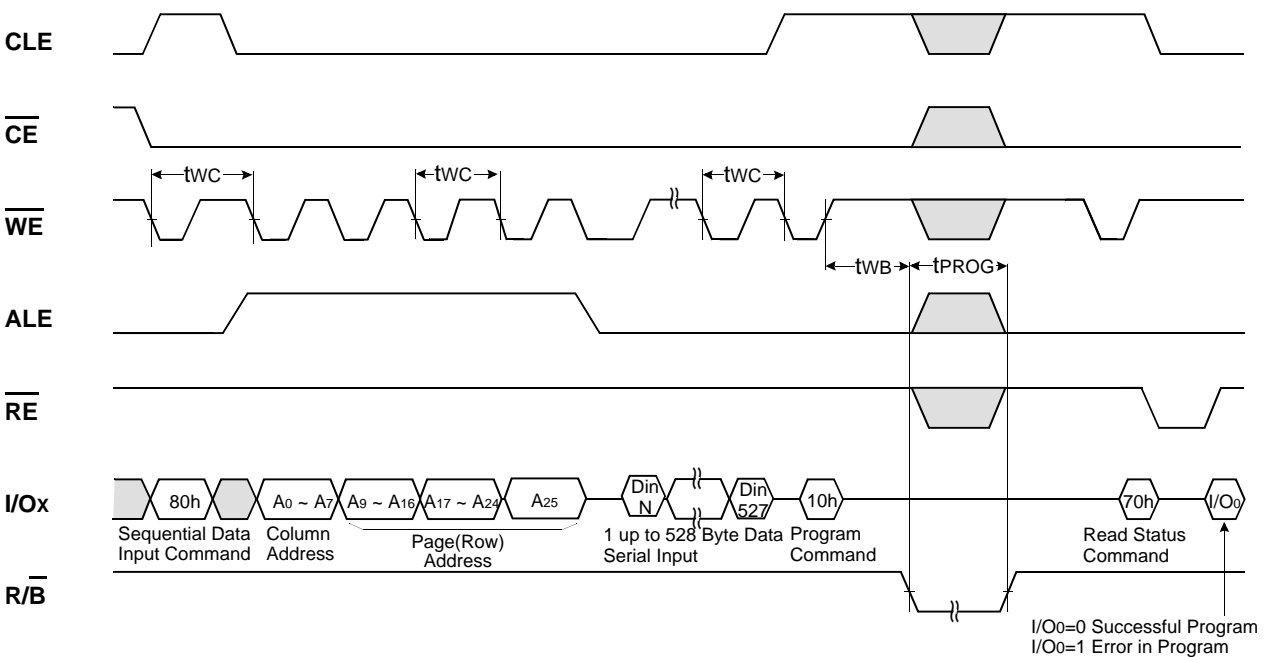 CLE
CE
tWC tWC tWC
WE
tWB tPROG
ALE
RE
I/Ox 80h A0 ~ A7 A9 ~ A16 A17 ~ A24 A25 Din N Din 527 10h 70h I/O0
Sequential Data Input Command
Column Address
Page(Row) Address
1 up to 528 Byte Data Serial Input
Program Command
Read Status Command
R/B
I/O0=0 Successful Program
I/O0=1 Error in Program